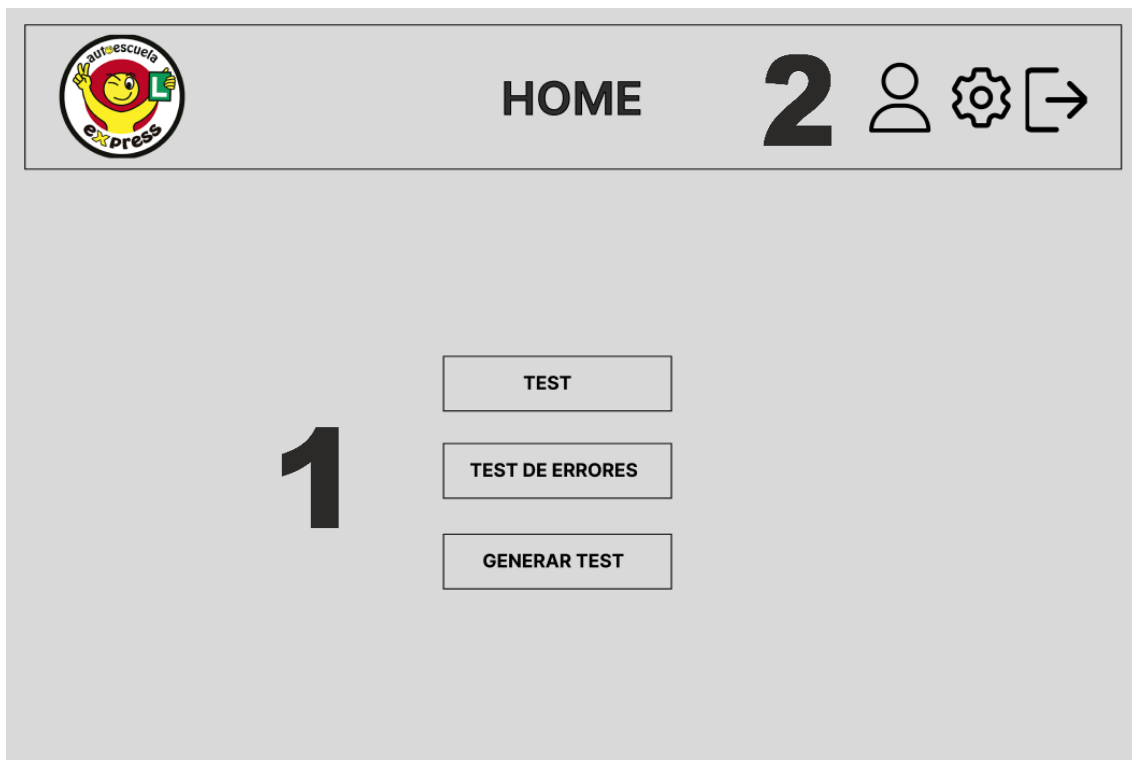 autoescuela
express
L
HOME
2
1
TEST
TEST DE ERRORES
GENERAR TEST